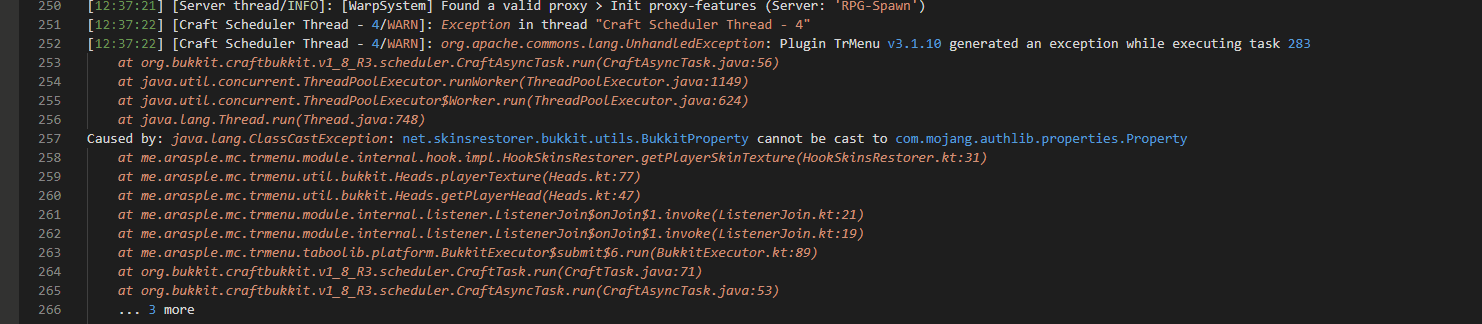 250 [12:37:21] [Server thread/INFO]: [WarpSystem] Found a valid proxy > Init proxy-features (Server: 'RPG-Spawn')
251 [12:37:22] [Craft Scheduler Thread - 4/WARN]: Exception in thread "Craft Scheduler Thread - 4"
252 [12:37:22] [Craft Scheduler Thread - 4/WARN]: org.apache.commons.lang.UnhandledException: Plugin TrMenu v3.1.10 generated an exception while executing task 283
253 at org.bukkit.craftbukkit.v1_8_R3.scheduler.CraftAsyncTask.run(CraftAsyncTask.java:56)
254 at java.util.concurrent.ThreadPoolExecutor.runWorker(ThreadPoolExecutor.java:1149)
255 at java.util.concurrent.ThreadPoolExecutor$Worker.run(ThreadPoolExecutor.java:624)
256 at java.lang.Thread.run(Thread.java:748)
257 Caused by: java.lang.ClassCastException: net.skinsrestorer.bukkit.utils.BukkitProperty cannot be cast to com.mojang.authlib.properties.Property
258 at me.arasple.mc.trmenu.module.internal.hook.impl.HookSkinsRestorer.getPlayerSkinTexture(HookSkinsRestorer.kt:31)
259 at me.arasple.mc.trmenu.util.bukkit.Heads.playerTexture(Heads.kt:77)
260 at me.arasple.mc.trmenu.util.bukkit.Heads.getPlayerHead(Heads.kt:47)
261 at me.arasple.mc.trmenu.module.internal.listener.ListenerJoin$onJoin$1.invoke(ListenerJoin.kt:21)
262 at me.arasple.mc.trmenu.module.internal.listener.ListenerJoin$onJoin$1.invoke(ListenerJoin.kt:19)
263 at me.arasple.mc.trmenu.taboolib.platform.BukkitExecutor$submit$6.run(BukkitExecutor.kt:89)
264 at org.bukkit.craftbukkit.v1_8_R3.scheduler.CraftTask.run(CraftTask.java:71)
265 at org.bukkit.craftbukkit.v1_8_R3.scheduler.CraftAsyncTask.run(CraftAsyncTask.java:53)
266 ... 3 more